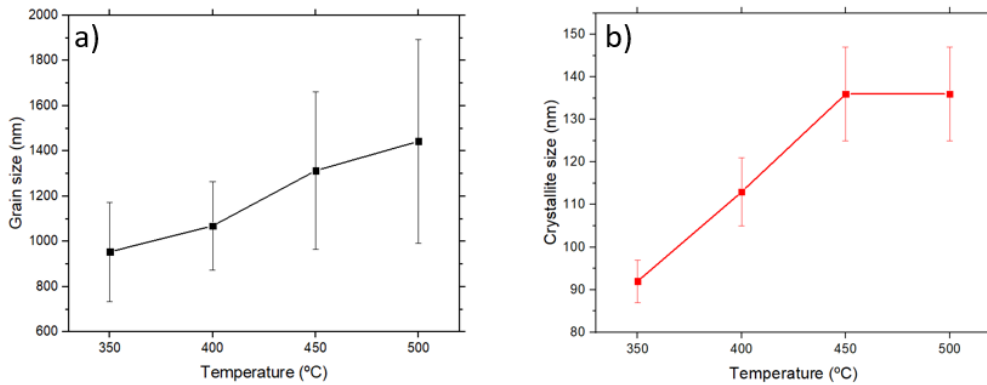 a)
Grain size (nm)
2000
1800
1600
1400
1200
1000
800
600
350 400 450 500
Temperature (ºC)
b)
Crystallite size (nm)
150
140
130
120
110
100
90
80
350 400 450 500
Temperature (ºC)